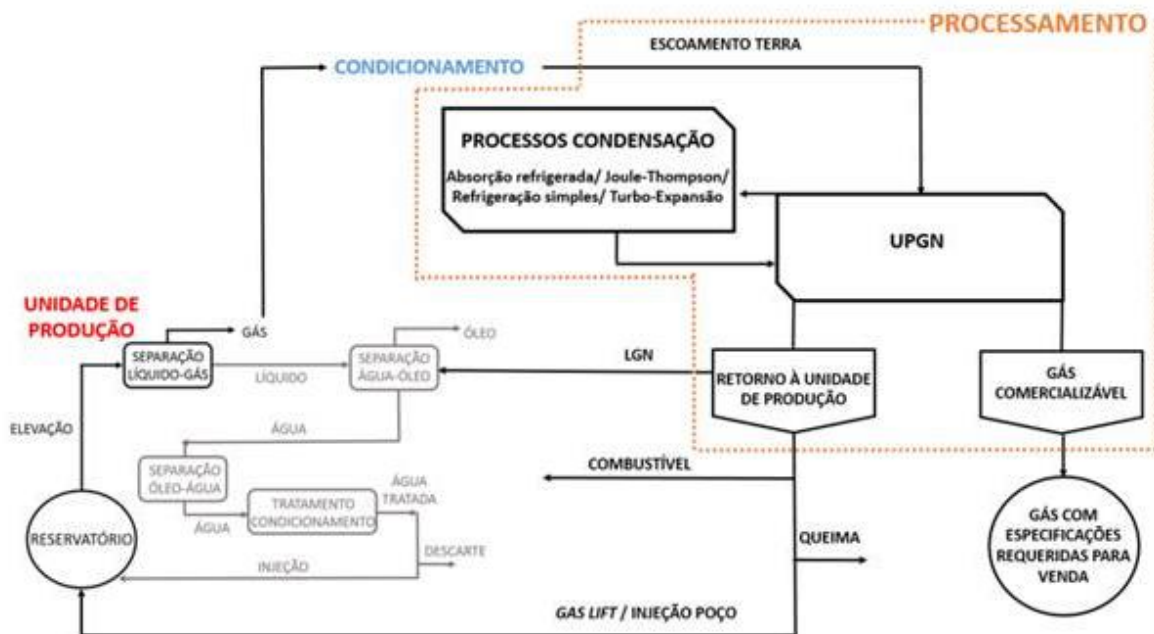 PROCESSAMENTO
ESCOAMENTO TERRA
CONDICIONAMENTO
PROCESSOS CONDENSAÇÃO
Absorção refrigerada/ Joule-Thompson/
Refrigeração simples/ Turbo-Expansão
UPGN
UNIDADE DE
PRODUÇÃO
GÁS
ÓLEO
SEPARAÇÃO
LÍQUIDO-GÁS
LÍQUIDO
SEPARAÇÃO
ÁGUA-ÓLEO
LGN
RETORNO À UNIDADE
DE PRODUÇÃO
GÁS
COMERCIALIZÁVEL
ELEVAÇÃO
ÁGUA
SEPARAÇÃO
ÓLEO-ÁGUA
ÁGUA
TRATAMENTO
CONDICIONAMENTO
ÁGUA
TRATADA
COMBUSTÍVEL
RESERVATÓRIO
INJEÇÃO
DESCARTE
QUEIMA
GÁS COM
ESPECIFICAÇÕES
REQUERIDAS PARA
VENDA
GAS LIFT / INJEÇÃO POÇO